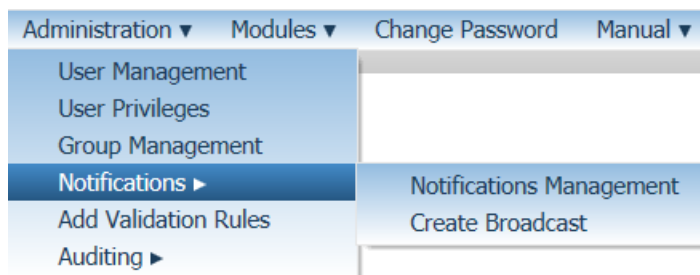 Administration ▼ Modules ▼ Change Password Manual ▼
User Management
User Privileges
Group Management
Notifications ►
Notifications Management
Create Broadcast
Add Validation Rules
Auditing ►